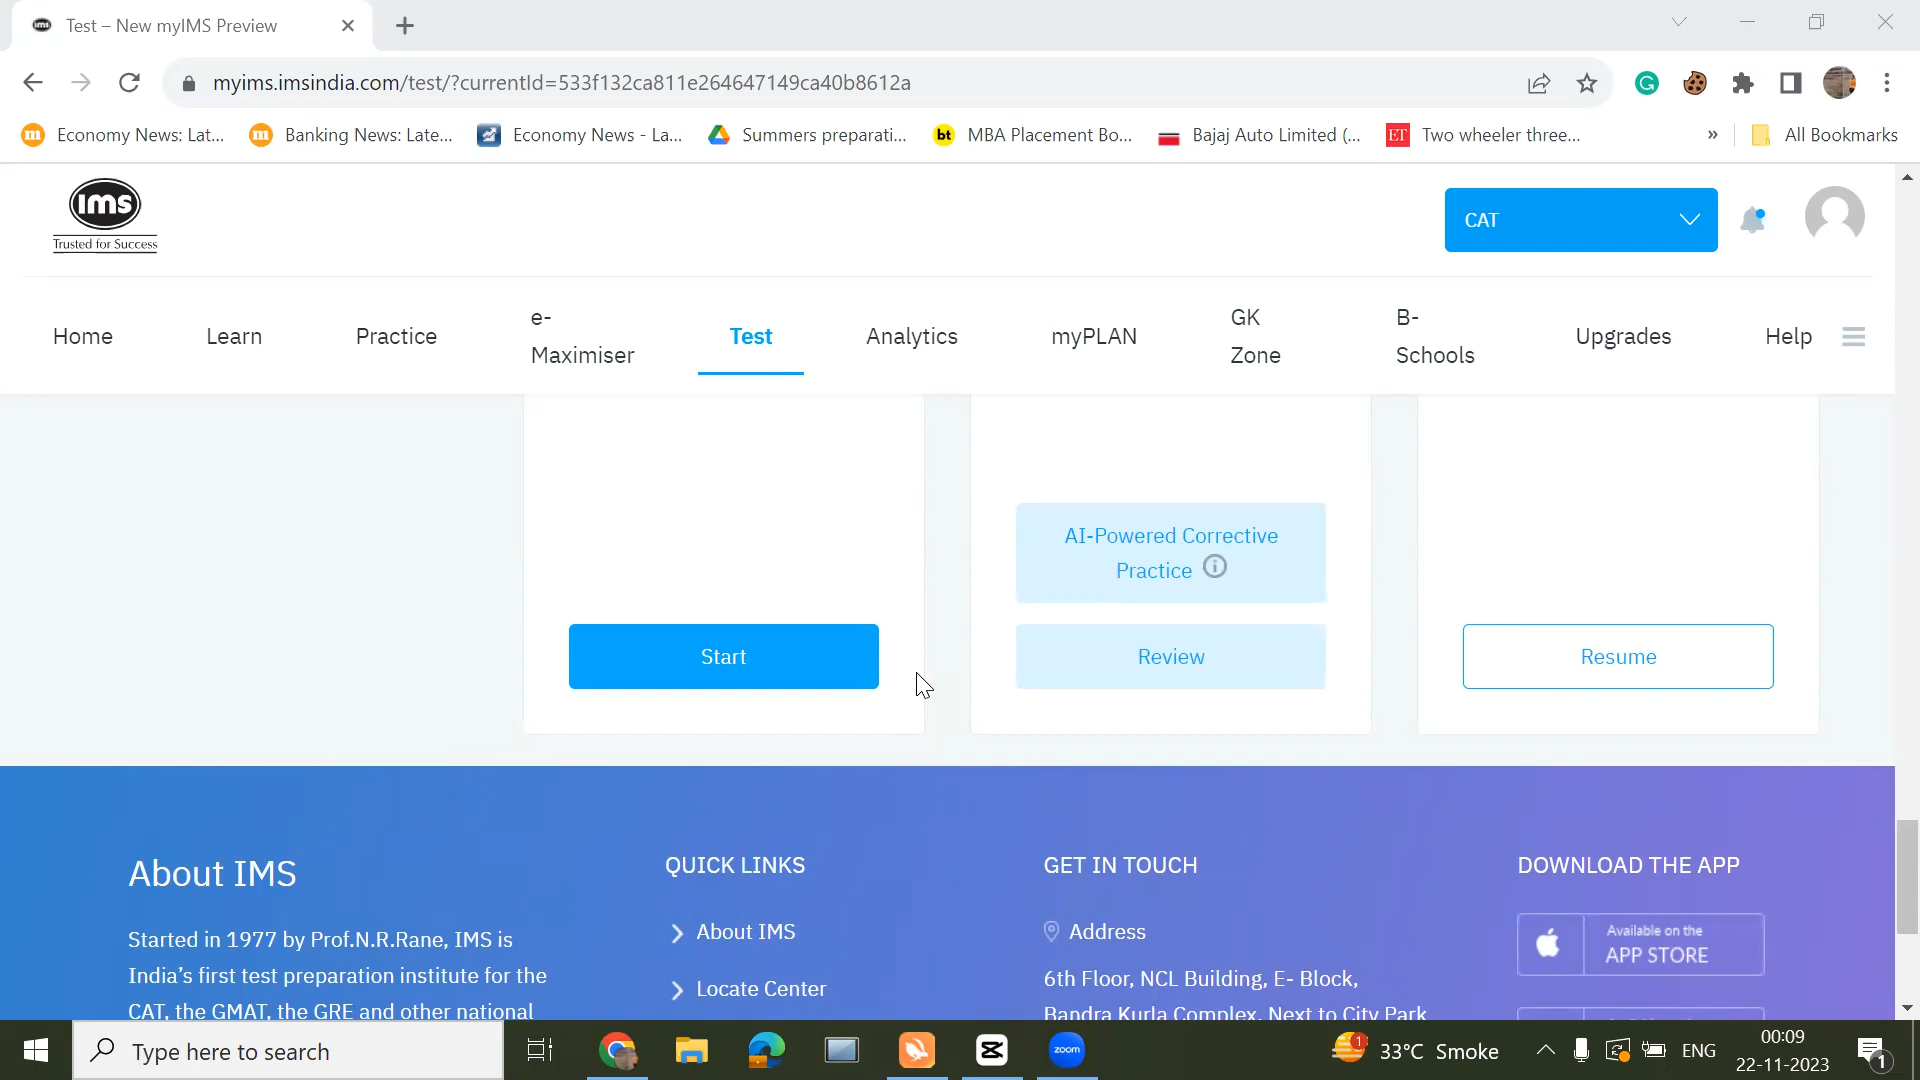 Test – New myIMS Preview
myims.imsindia.com/test/?currentId=533f132ca811e264647149ca40b8612a
Economy News: Lat...
Banking News: Late...
Economy News - La...
Summers preparati...
bt
MBA Placement Bo...
Bajaj Auto Limited (...
ET
Two wheeler three...
»
All Bookmarks
ims
Trusted for Success
CAT
Home
Learn
Practice
e-
Maximiser
Test
Analytics
myPLAN
GK
Zone
B-
Schools
Upgrades
Help
AI-Powered Corrective
Practice
Start
Review
Resume
About IMS
Started in 1977 by Prof.N.R.Rane, IMS is
India's first test preparation institute for the
CAT, the GMAT, the GRE and other national
QUICK LINKS
About IMS
Locate Center
GET IN TOUCH
Address
6th Floor, NCL Building, E- Block,
Bandra Kurla Complex, Next to City Park
DOWNLOAD THE APP
Available on the
APP STORE
Type here to search
zoom
1
33°C Smoke
ENG
00:09
22-11-2023
1